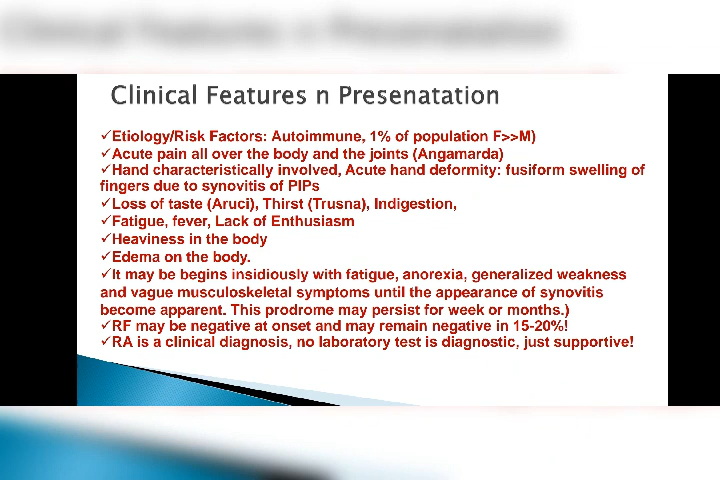 Clinical Features n Presenatation
✓Etiology/Risk Factors: Autoimmune, 1% of population F>>M)
✓Acute pain all over the body and the joints (Angamarda)
✓Hand characteristically involved, Acute hand deformity: fusiform swelling of
fingers due to synovitis of PIPs
✓Loss of taste (Aruci), Thirst (Trusna), Indigestion,
✓Fatigue, fever, Lack of Enthusiasm
✓Heaviness in the body
✓Edema on the body.
✓It may be begins insidiously with fatigue, anorexia, generalized weakness
and vague musculoskeletal symptoms until the appearance of synovitis
become apparent. This prodrome may persist for week or months.)
✓RF may be negative at onset and may remain negative in 15-20%!
✓RA is a clinical diagnosis, no laboratory test is diagnostic, just supportive!